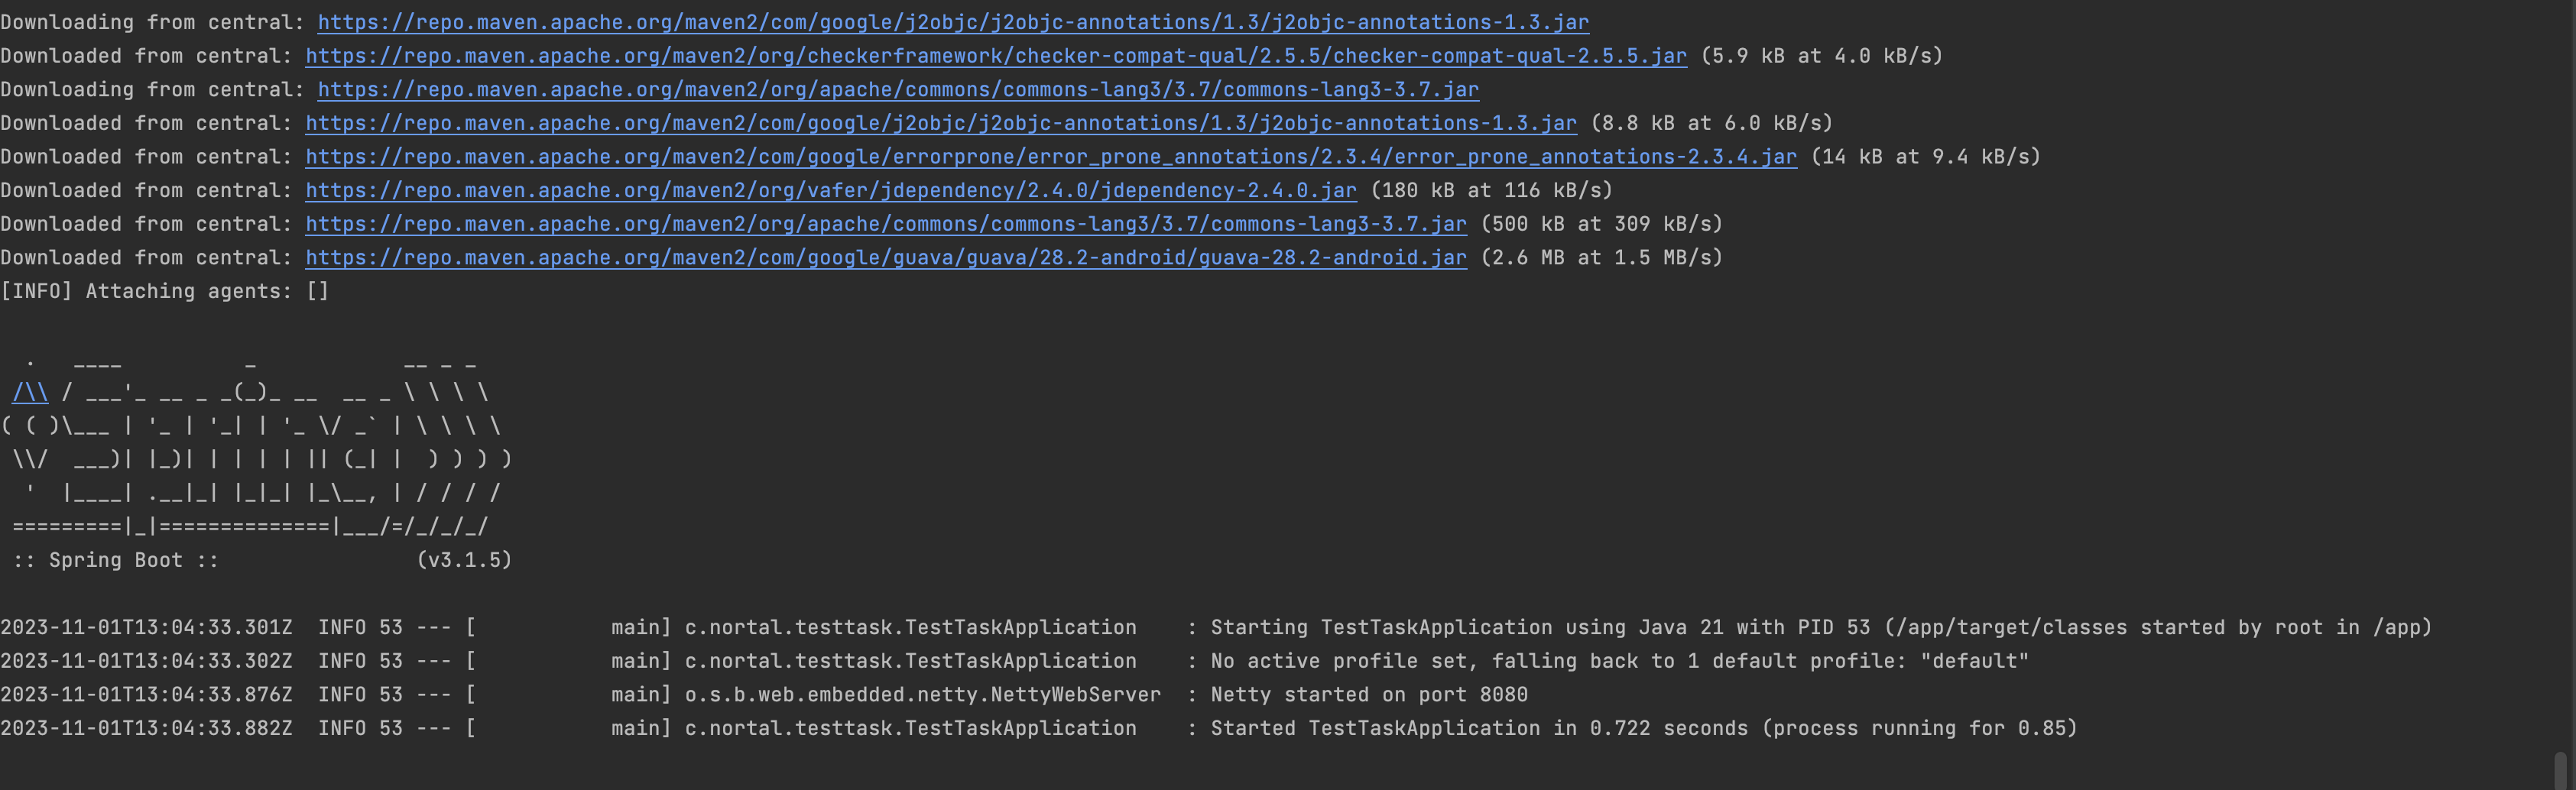 Downloading from central: https://repo.maven.apache.org/maven2/com/google/j2objc/j2objc-annotations/1.3/j2objc-annotations-1.3.jar
Downloaded from central: https://repo.maven.apache.org/maven2/org/checkerframework/checker-compat-qual/2.5.5/checker-compat-qual-2.5.5.jar (5.9 kB at 4.0 kB/s)
Downloading from central: https://repo.maven.apache.org/maven2/org/apache/commons/commons-lang3/3.7/commons-lang3-3.7.jar
Downloaded from central: https://repo.maven.apache.org/maven2/com/google/j2objc/j2objc-annotations/1.3/j2objc-annotations-1.3.jar (8.8 kB at 6.0 kB/s)
Downloaded from central: https://repo.maven.apache.org/maven2/com/google/errorprone/error_prone_annotations/2.3.4/error_prone_annotations-2.3.4.jar (14 kB at 9.4 kB/s)
Downloaded from central: https://repo.maven.apache.org/maven2/org/vafer/jdependency/2.4.0/jdependency-2.4.0.jar (180 kB at 116 kB/s)
Downloaded from central: https://repo.maven.apache.org/maven2/org/apache/commons/commons-lang3/3.7/commons-lang3-3.7.jar (500 kB at 309 kB/s)
Downloaded from central: https://repo.maven.apache.org/maven2/com/google/guava/guava/28.2-android/guava-28.2-android.jar (2.6 MB at 1.5 MB/s)
[INFO] Attaching agents: []

  .   ____          _            __ _ _
 /\\ / ___'_ __ _ _(_)_ __  __ _ \ \ \ \
( ( )\___ | '_ | '_| | '_ \/ _` | \ \ \ \
 \\/  ___)| |_)| | | | | || (_| |  ) ) ) )
  '  |____| .__|_| |_|_| |_\__, | / / / /
 =========|_|==============|___/=/_/_/_/
 :: Spring Boot ::                (v3.1.5)

2023-11-01T13:04:33.301Z  INFO 53 --- [           main] c.nortal.testtask.TestTaskApplication    : Starting TestTaskApplication using Java 21 with PID 53 (/app/target/classes started by root in /app)
2023-11-01T13:04:33.302Z  INFO 53 --- [           main] c.nortal.testtask.TestTaskApplication    : No active profile set, falling back to 1 default profile: "default"
2023-11-01T13:04:33.876Z  INFO 53 --- [           main] o.s.b.web.embedded.netty.NettyWebServer  : Netty started on port 8080
2023-11-01T13:04:33.882Z  INFO 53 --- [           main] c.nortal.testtask.TestTaskApplication    : Started TestTaskApplication in 0.722 seconds (process running for 0.85)